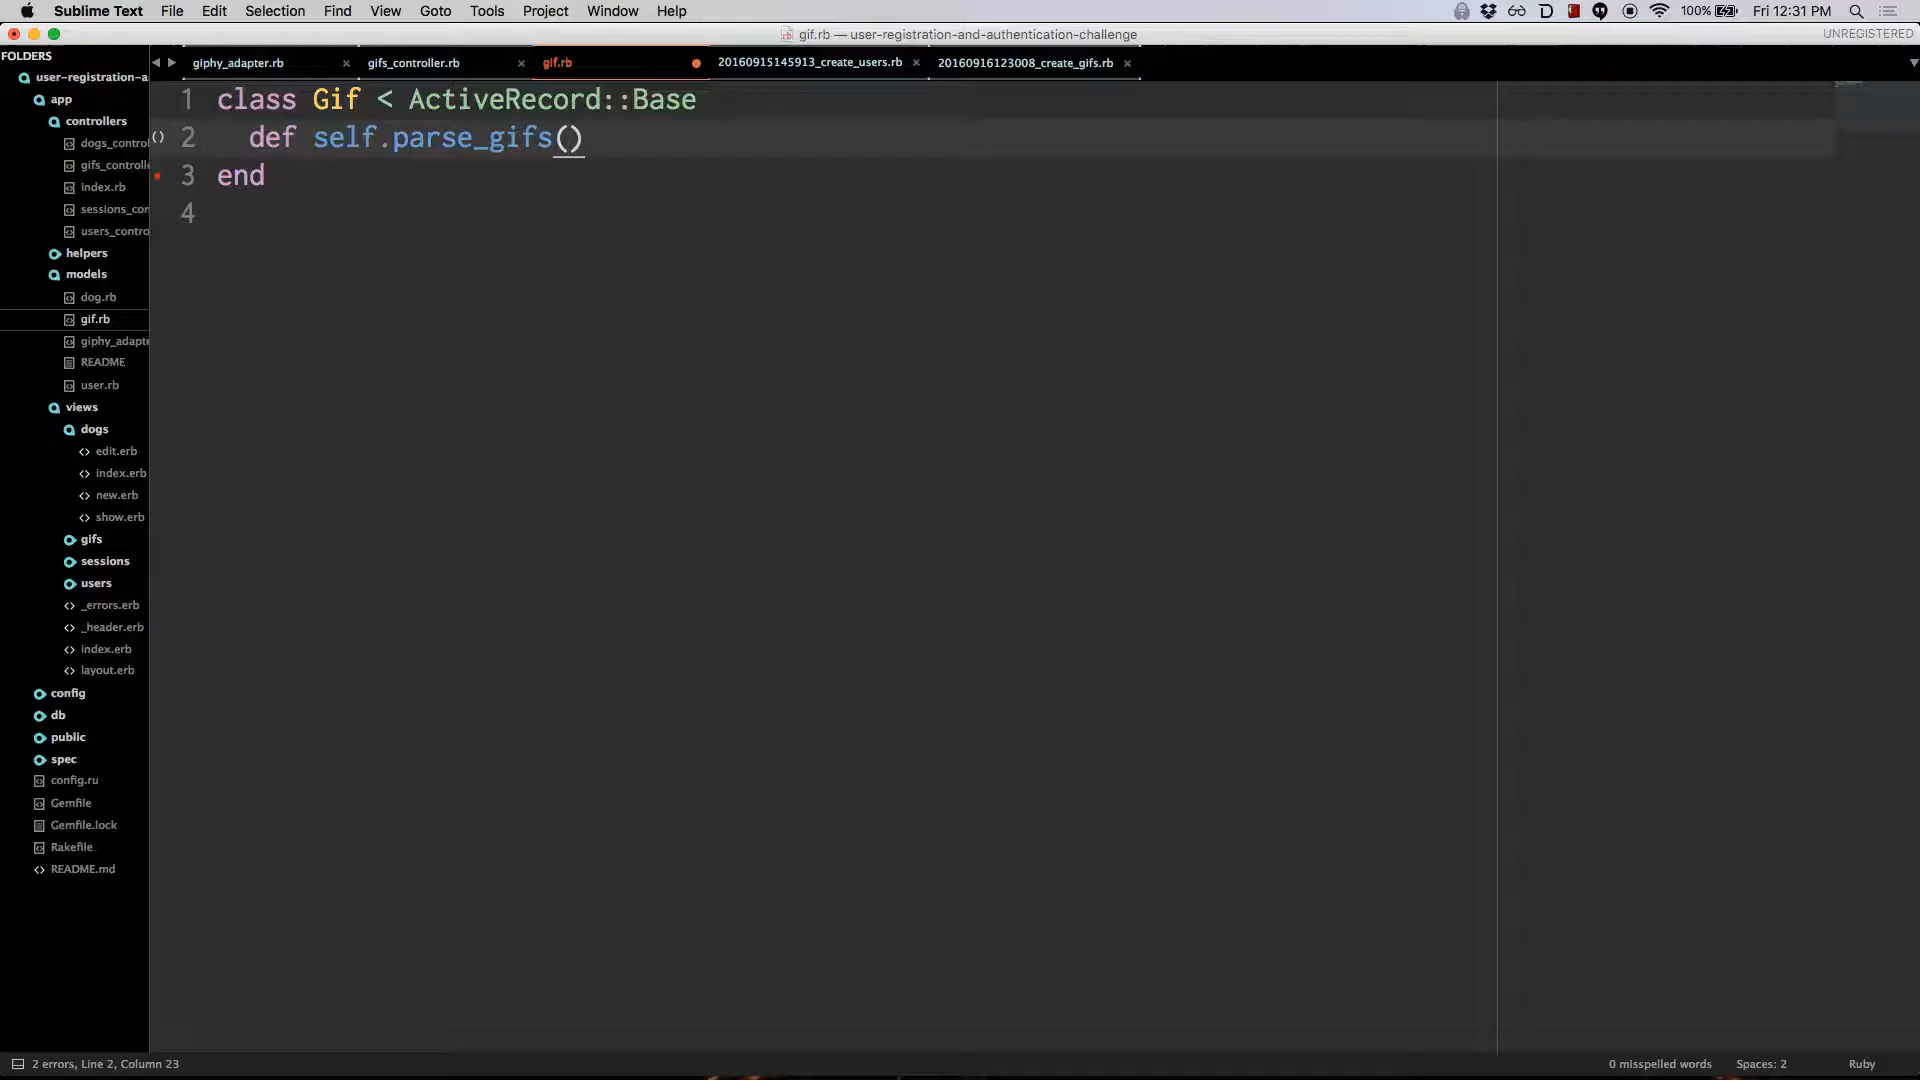 Sublime Text File Edit Selection Find View Goto Tools Project Window Help 100% Fri 12:31 PM
gif.rb — user-registration-and-authentication-challenge UNREGISTERED
FOLDERS
giphy_adapter.rb gifs_controller.rb gif.rb 20160915145913_create_users.rb 20160916123008_create_gifs.rb
user-registration-a
app
controllers
dogs_contro
gifs_controlle
index.rb
sessions_con
users_contro
helpers
models
dog.rb
gif.rb
giphy_adapte
README
user.rb
views
dogs
edit.erb
index.erb
new.erb
show.erb
gifs
sessions
users
_errors.erb
_header.erb
index.erb
layout.erb
config
db
public
spec
config.ru
Gemfile
Gemfile.lock
Rakefile
README.md
1 class Gif < ActiveRecord::Base
() 2 def self.parse_gifs()
3 end
4
2 errors, Line 2, Column 23 0 misspelled words Spaces: 2 Ruby